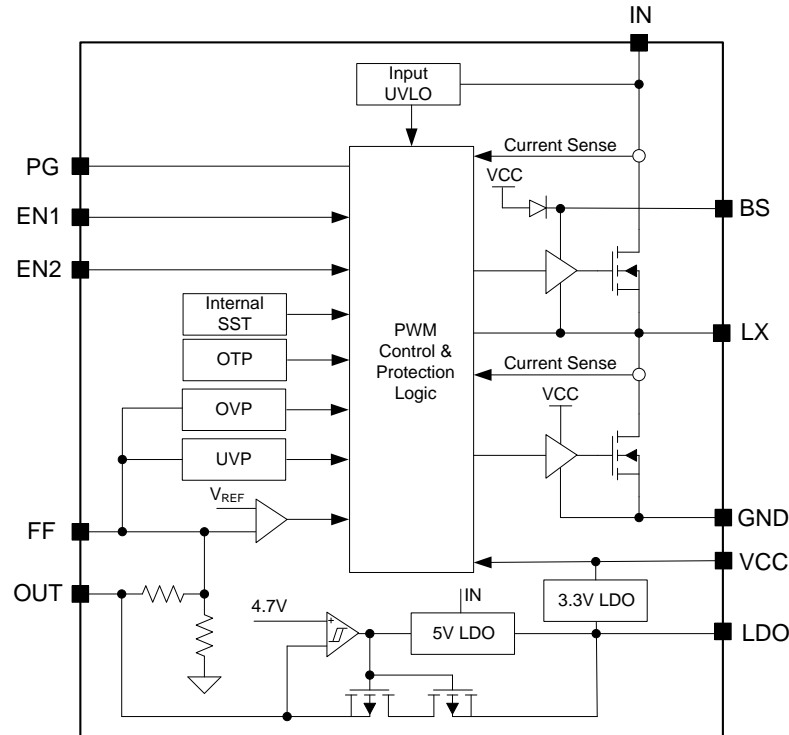 IN
Input
UVLO
Current Sense
PG
VCC
BS
EN1
EN2
Internal
SST
PWM
Control &
Protection
Logic
LX
OTP
Current Sense
OVP
VCC
UVP
VREF
FF
GND
VCC
OUT
IN
3.3V LDO
4.7V
5V LDO
LDO
+
-